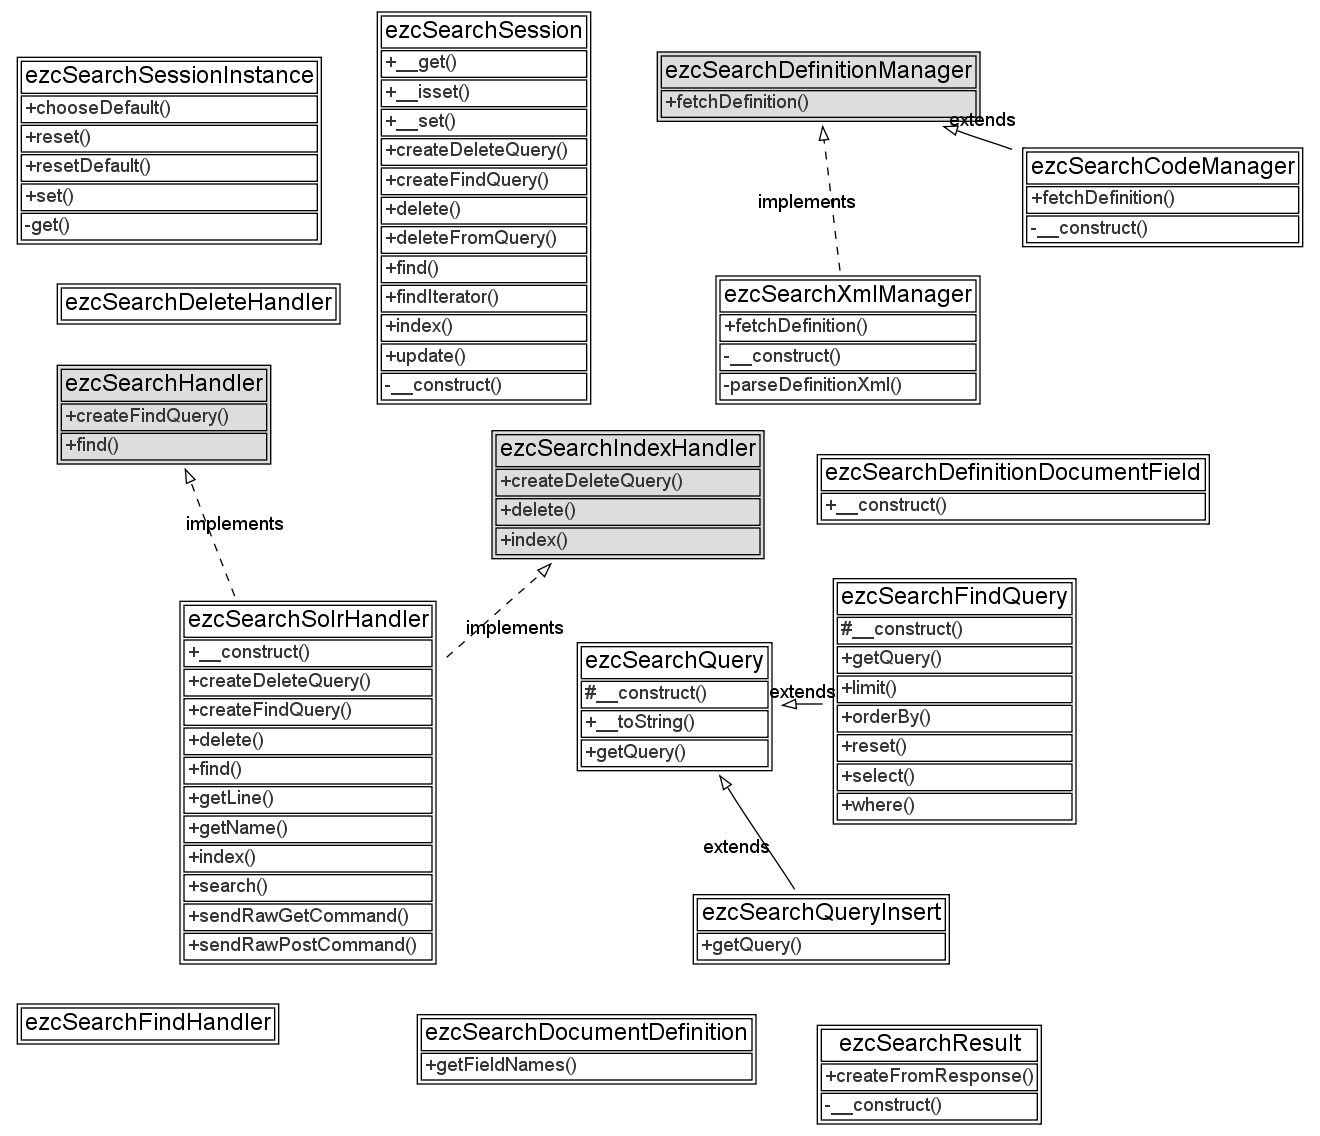 ezcSearchSessionInstance
+chooseDefault()
+reset()
+resetDefault()
+set()
-get()
ezcSearchSession
+__get()
+__isset()
+__set()
+createDeleteQuery()
+createFindQuery()
+delete()
+deleteFromQuery()
+find()
+findIterator()
+index()
+update()
-__construct()
ezcSearchDefinitionManager
+fetchDefinition()
extends
ezcSearchCodeManager
+fetchDefinition()
-__construct()
implements
ezcSearchXmlManager
+fetchDefinition()
-__construct()
-parseDefinitionXml()
ezcSearchDeleteHandler
ezcSearchHandler
+createFindQuery()
+find()
implements
ezcSearchIndexHandler
+createDeleteQuery()
+delete()
+index()
ezcSearchDefinitionDocumentField
+__construct()
ezcSearchSolrHandler
+__construct()
+createDeleteQuery()
+createFindQuery()
+delete()
+find()
+getLine()
+getName()
+index()
+search()
+sendRawGetCommand()
+sendRawPostCommand()
implements
ezcSearchQuery
#__construct()
+__toString()
+getQuery()
extends
ezcSearchFindQuery
#__construct()
+getQuery()
+limit()
+orderBy()
+reset()
+select()
+where()
extends
ezcSearchQueryInsert
+getQuery()
ezcSearchFindHandler
ezcSearchDocumentDefinition
+getFieldNames()
ezcSearchResult
+createFromResponse()
-__construct()